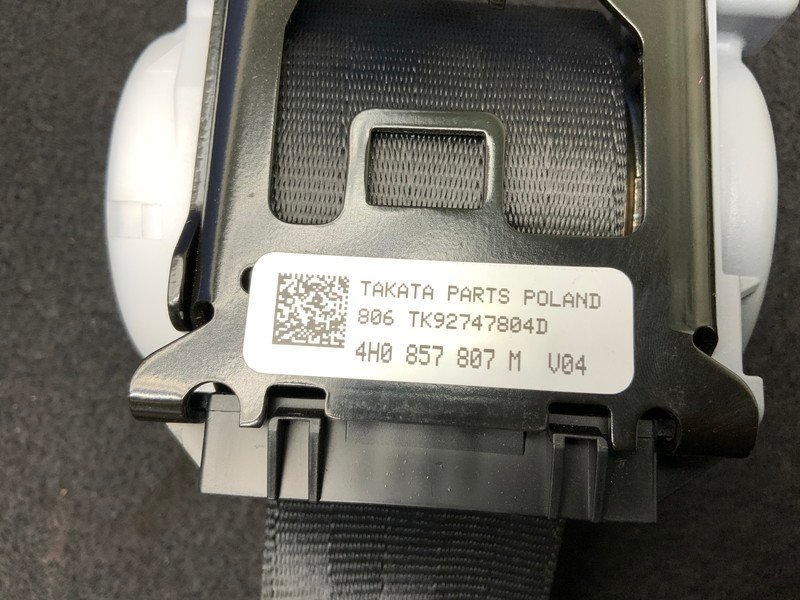 TAKATA PARTS POLAND
806 TK92747804D
4H0 857 807 M V04